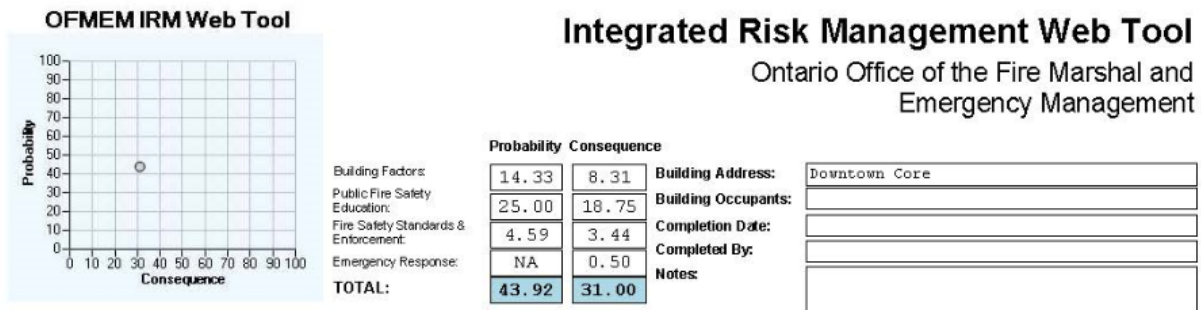 OFMEM IRM Web Tool
100
90
80
70
60
50
40
30
20
10
0
Probability
0 10 20 30 40 50 60 70 80 90 100
Consequence
Integrated Risk Management Web Tool
Ontario Office of the Fire Marshal and
Emergency Management
Probability Consequence
Building Factors: 14.33 8.31
Public Fire Safety
Education: 25.00 18.75
Fire Safety Standards &
Enforcement: 4.59 3.44
Emergency Response: NA 0.50
TOTAL: 43.92 31.00
Building Address: Downtown Core
Building Occupants:
Completion Date:
Completed By:
Notes: